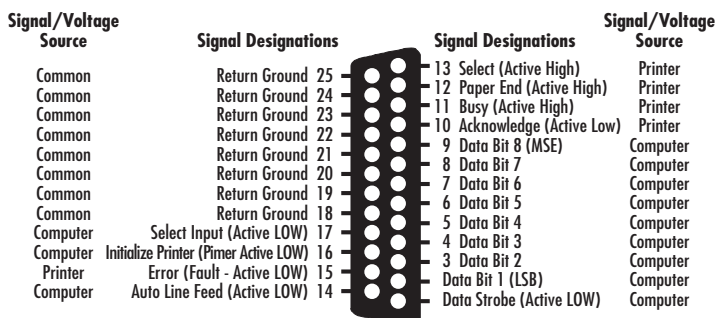 Signal/Voltage
Source
Signal Designations
Common Return Ground 25
Common Return Ground 24
Common Return Ground 23
Common Return Ground 22
Common Return Ground 21
Common Return Ground 20
Common Return Ground 19
Common Return Ground 18
Computer Select Input (Active LOW) 17
Computer Initialize Printer (Pimer Active LOW) 16
Printer Error (Fault - Active LOW) 15
Computer Auto Line Feed (Active LOW) 14
Signal Designations
Signal/Voltage
Source
13 Select (Active High) Printer
12 Paper End (Active High) Printer
11 Busy (Active High) Printer
10 Acknowledge (Active Low) Printer
9 Data Bit 8 (MSE) Computer
8 Data Bit 7 Computer
7 Data Bit 6 Computer
6 Data Bit 5 Computer
5 Data Bit 4 Computer
4 Data Bit 3 Computer
3 Data Bit 2 Computer
Data Bit 1 (LSB) Computer
Data Strobe (Active LOW) Computer